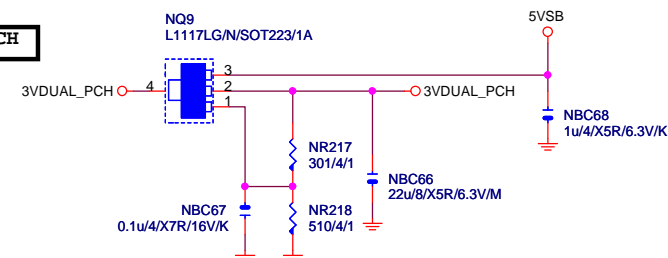 CH
NQ9
L1117LG/N/SOT223/1A
5VSB
3VDUAL_PCH
4
3
2
1
3VDUAL_PCH
NBC68
1u/4/X5R/6.3V/K
NR217
301/4/1
NBC66
22u/8/X5R/6.3V/M
NBC67
0.1u/4/X7R/16V/K
NR218
510/4/1